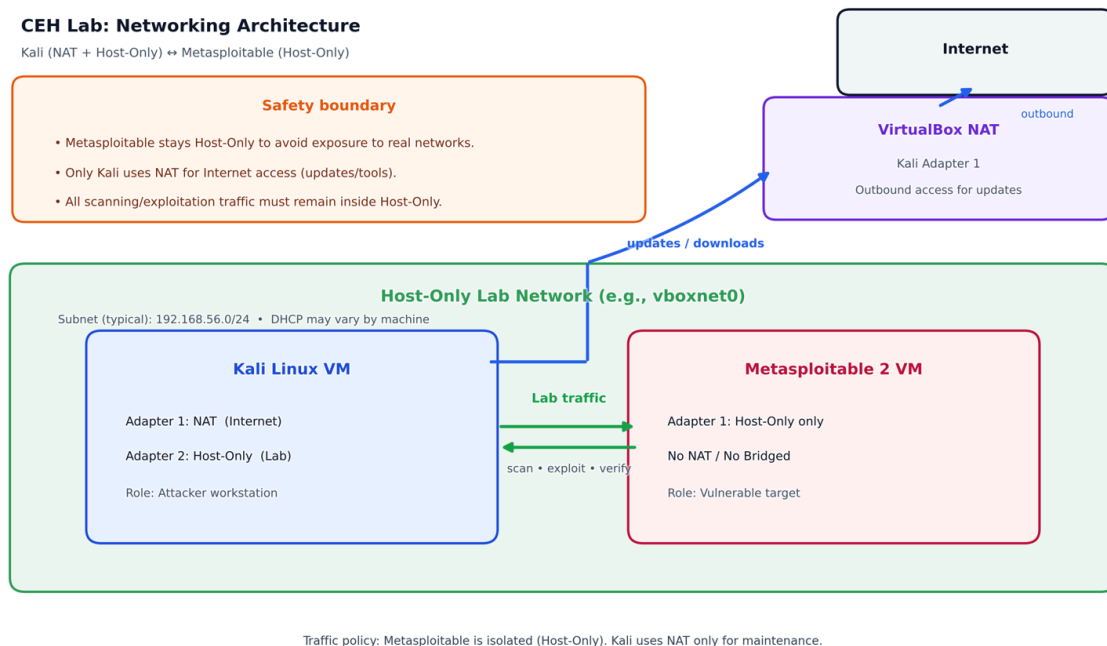 CEH Lab: Networking Architecture
Kali (NAT + Host-Only) ↔ Metasploitable (Host-Only)
Internet
Safety boundary
• Metasploitable stays Host-Only to avoid exposure to real networks.
• Only Kali uses NAT for Internet access (updates/tools).
• All scanning/exploitation traffic must remain inside Host-Only.
outbound
VirtualBox NAT
Kali Adapter 1
Outbound access for updates
updates / downloads
Host-Only Lab Network (e.g., vboxnet0)
Subnet (typical): 192.168.56.0/24 • DHCP may vary by machine
Kali Linux VM
Adapter 1: NAT (Internet)
Adapter 2: Host-Only (Lab)
Role: Attacker workstation
Lab traffic
scan • exploit • verify
Metasploitable 2 VM
Adapter 1: Host-Only only
No NAT / No Bridged
Role: Vulnerable target
Traffic policy: Metasploitable is isolated (Host-Only). Kali uses NAT only for maintenance.